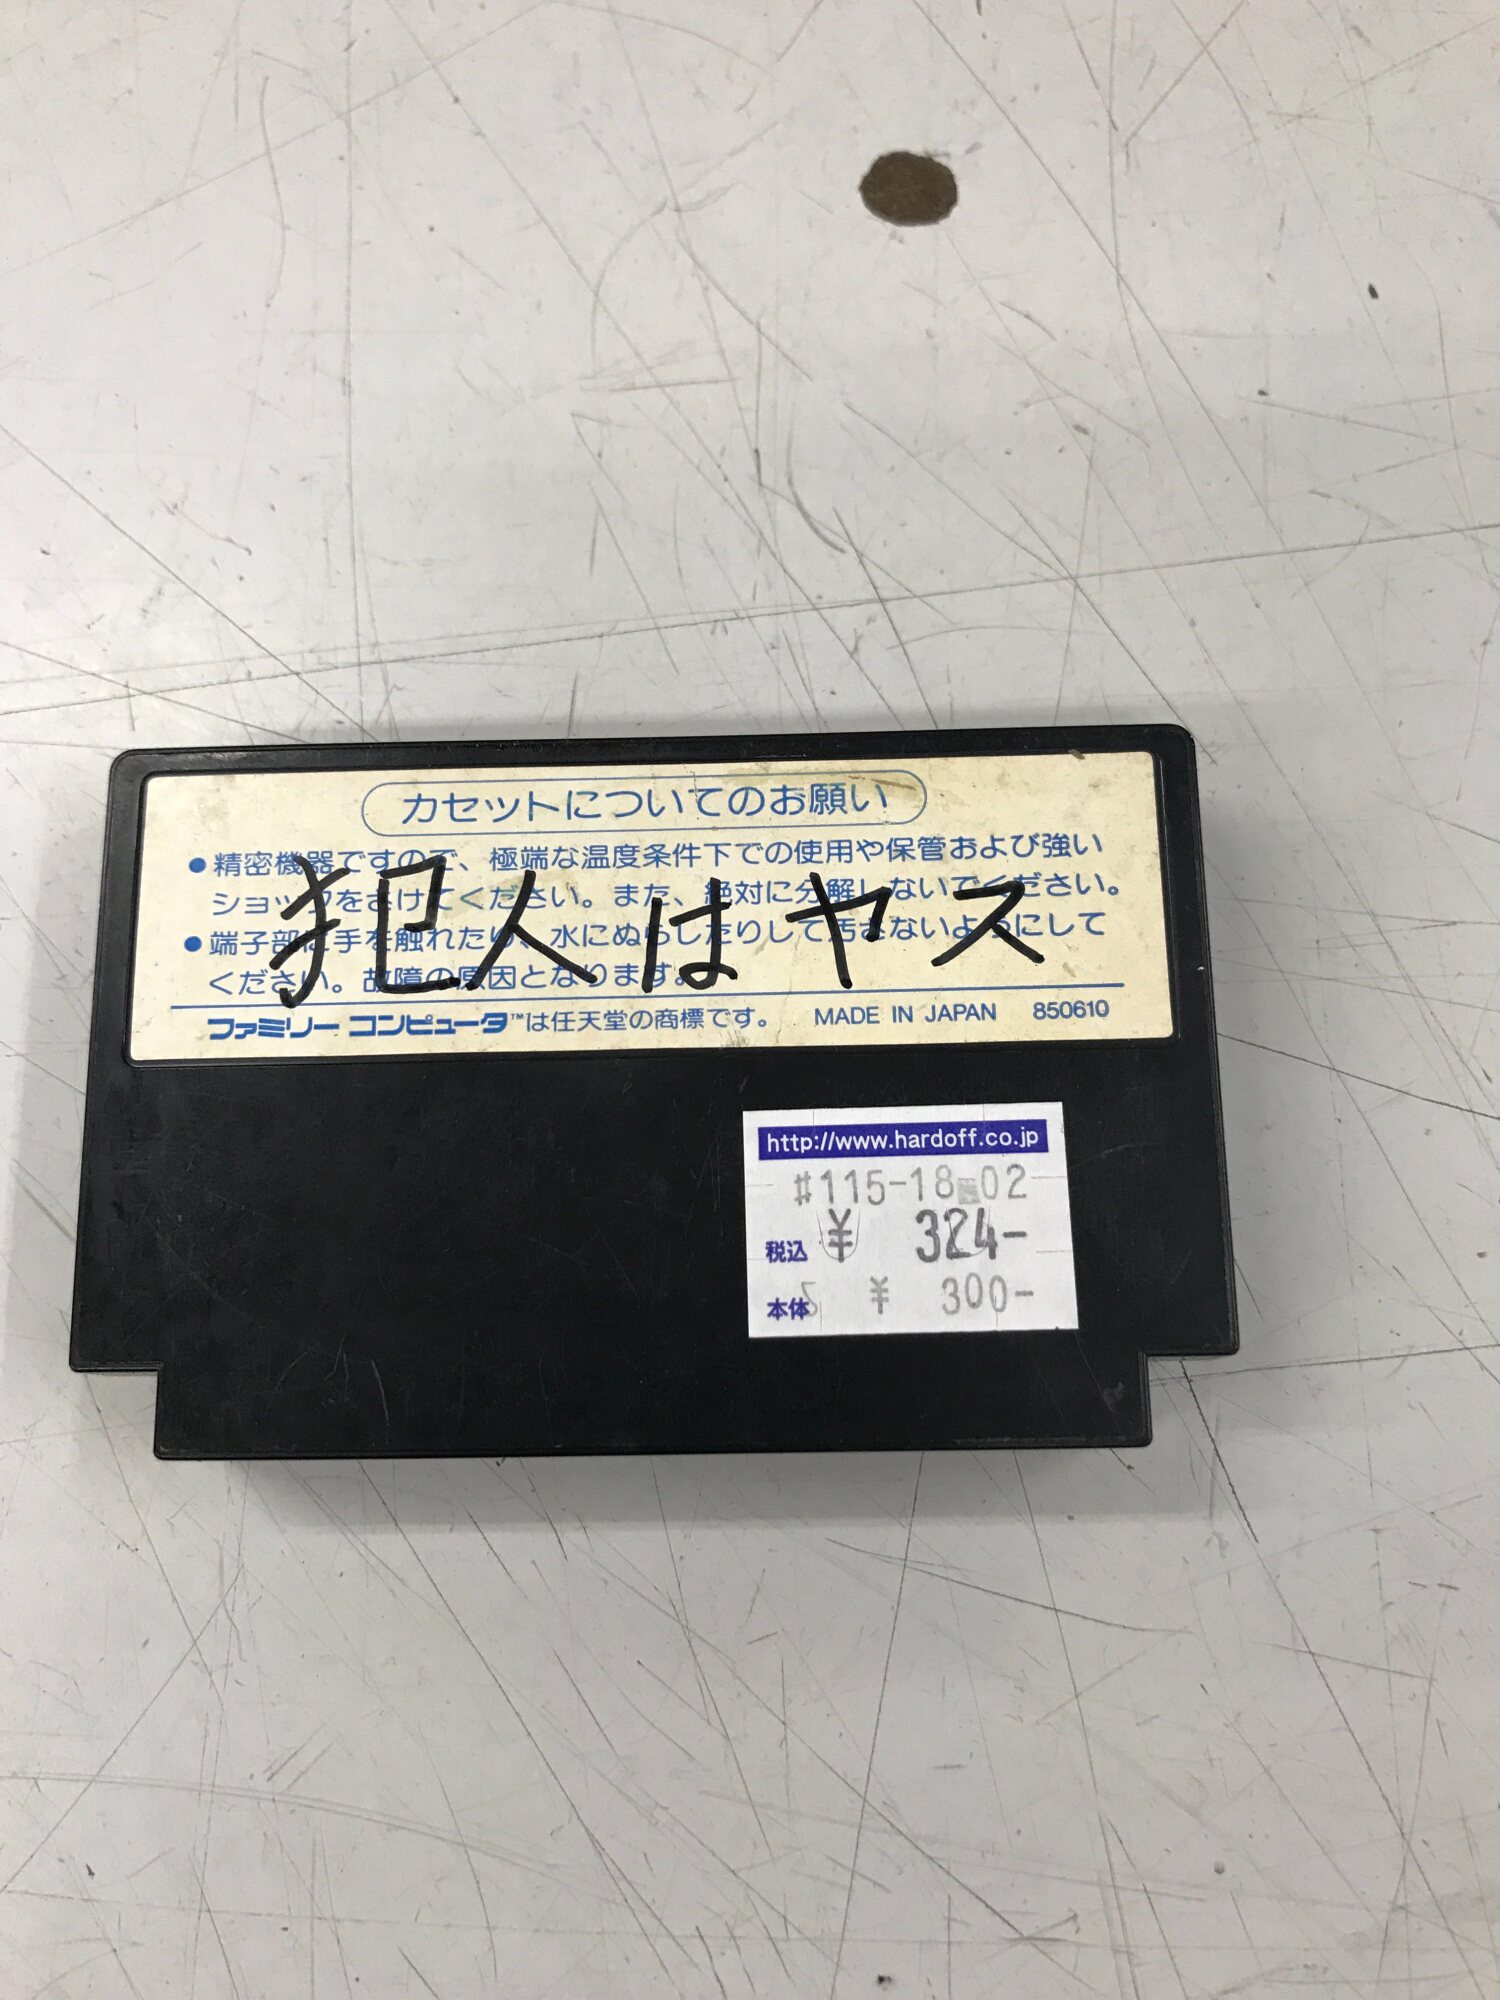 カセットについてのお願い
●精密機器ですので、極端な温度条件下での使用や保管および強い
ショックをさけてください。また、絶対に分解しないでください。
●端子部に手を触れたり、水にぬらしたりして汚さないようにして
ください。故障の原因となります。
犯人はヤス
ファミリー コンピュータ™は任天堂の商標です。 MADE IN JAPAN 850610
http://www.hardoff.co.jp
#115-18 02
税込 ¥ 324-
本体 ¥ 300-